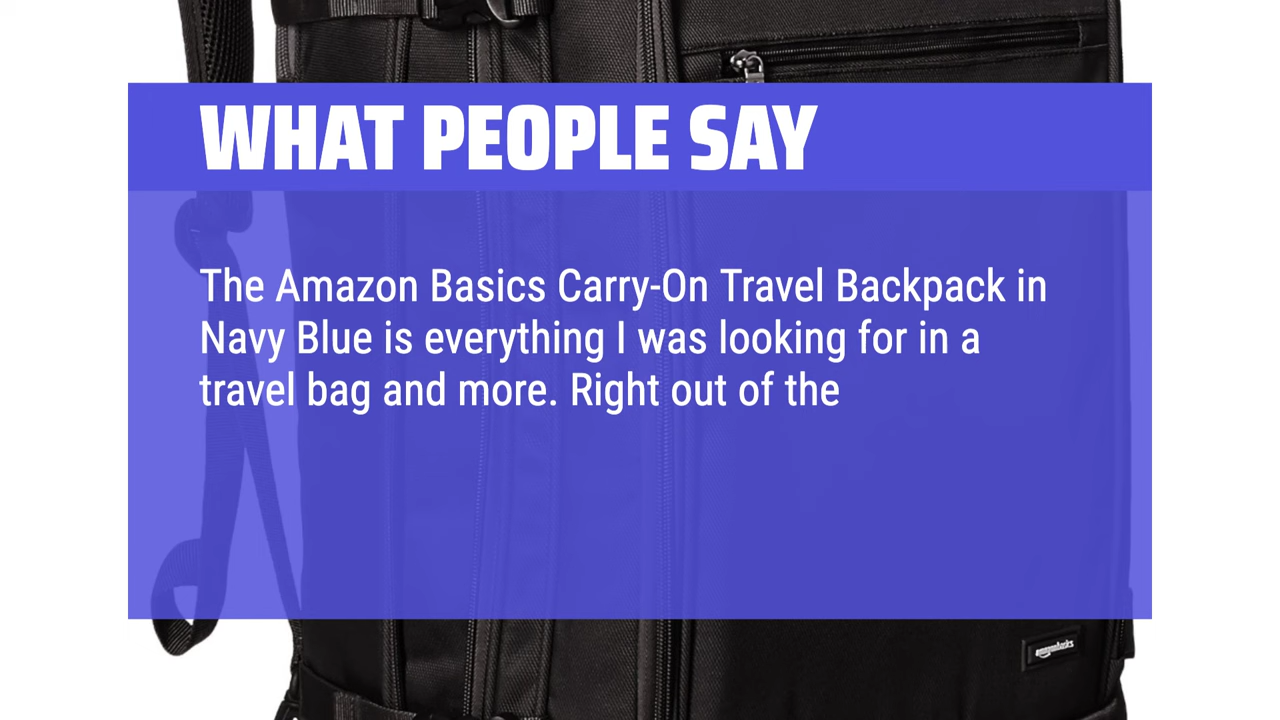 WHAT PEOPLE SAY
The Amazon Basics Carry-On Travel Backpack in
Navy Blue is everything I was looking for in a
travel bag and more. Right out of the
amazonbasics